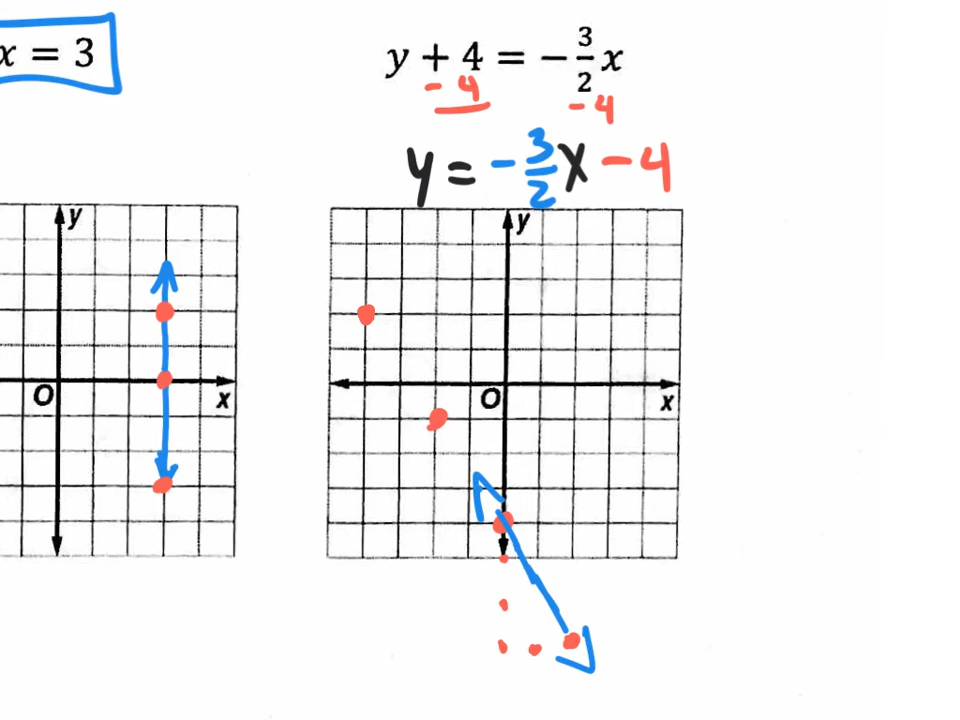 x = 3
y + 4 = -3/2 x
- 4 - 4
y = -3/2 x - 4
y
O
x
y
O
x